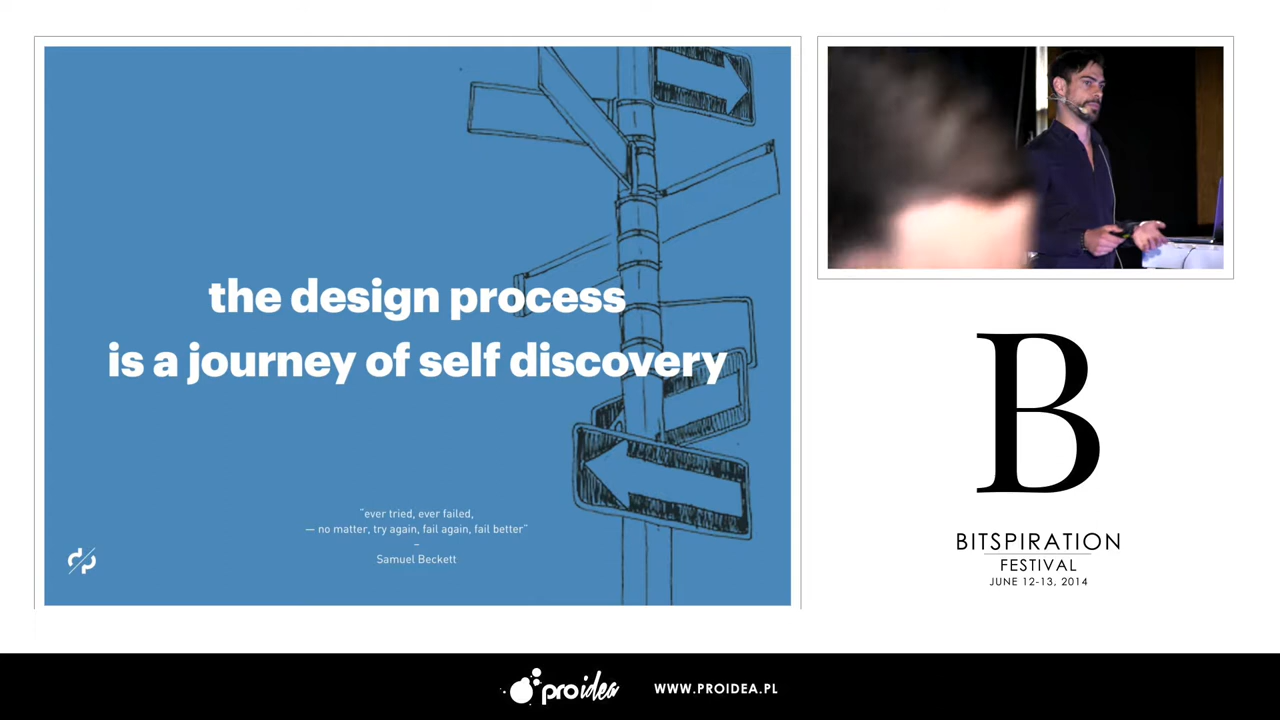 the design process
is a journey of self discovery
"ever tried, ever failed,
— no matter, try again, fail again, fail better"
–
Samuel Beckett
B
BITSPIRATION
FESTIVAL
JUNE 12-13, 2014
proidea
WWW.PROIDEA.PL